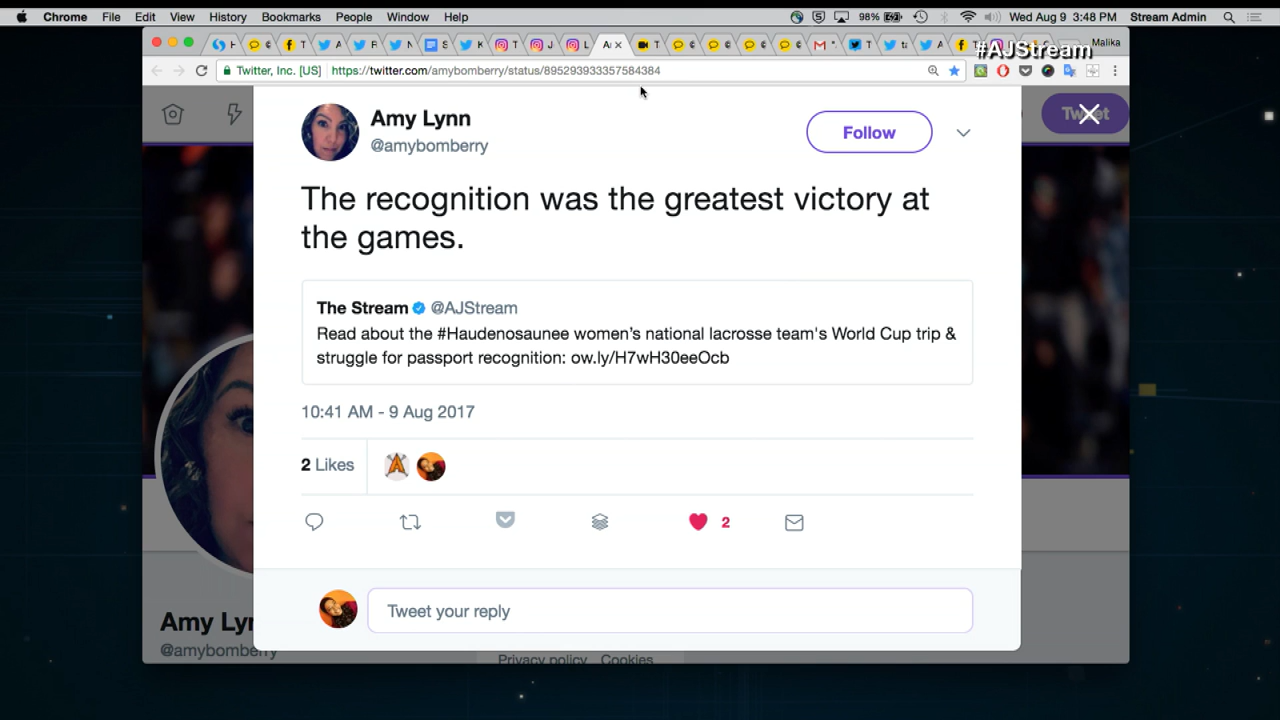 Chrome File Edit View History Bookmarks People Window Help 98% Wed Aug 9 3:48 PM Stream Admin
#AJStream
Malika
Twitter, Inc. [US] https://twitter.com/amybomberry/status/895293933357584384
Amy Lynn
@amybomberry
Follow
Tweet
The recognition was the greatest victory at
the games.
The Stream @AJStream
Read about the #Haudenosaunee women's national lacrosse team's World Cup trip &
struggle for passport recognition: ow.ly/H7wH30eeOcb
10:41 AM - 9 Aug 2017
2 Likes
2
Tweet your reply
Amy Lyn
@amybomberry
Privacy policy Cookies